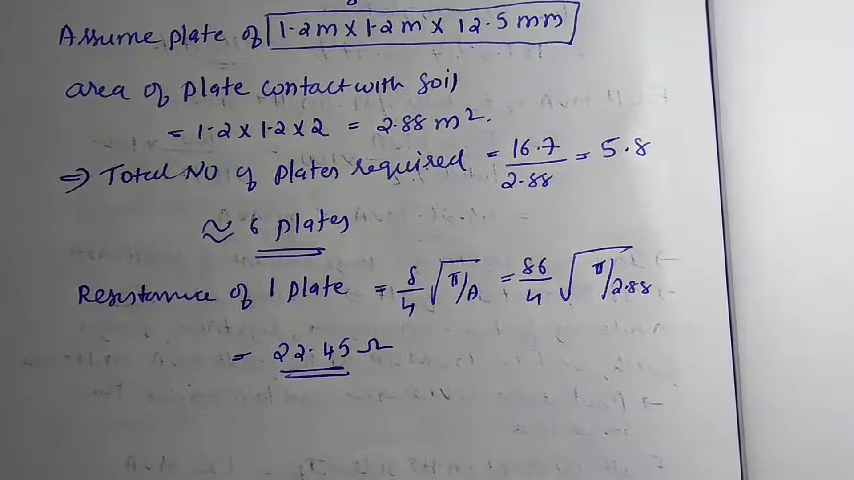 Assume plate of 1.2m x 1.2m x 12.5mm
area of plate contact with soil
= 1.2 x 1.2 x 2 = 2.88 m².
⇒ Total No of plates required = 16.7/2.88 = 5.8
≈ 6 plates
Resistance of 1 plate = ρ/4 √π/A = 86/4 √π/2.88
= 22.45 Ω